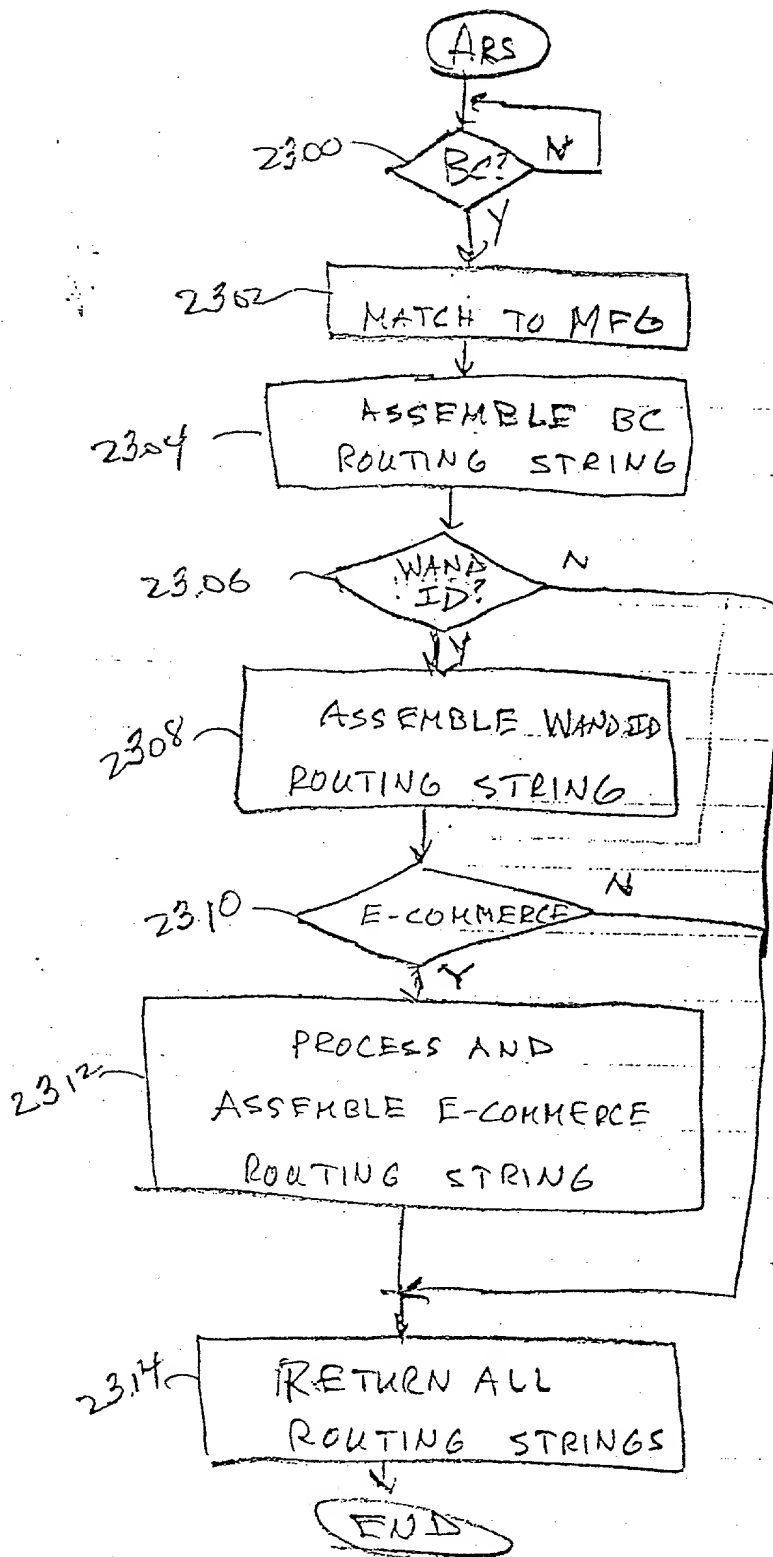 ARS
2300
BC?
N
Y
2302
MATCH TO MFG
2304
ASSEMBLE BC
ROUTING STRING
2306
WAND
ID?
N
Y
2308
ASSEMBLE WAND ID
ROUTING STRING
2310
E-COMMERCE
N
Y
2312
PROCESS AND
ASSEMBLE E-COMMERCE
ROUTING STRING
2314
RETURN ALL
ROUTING STRINGS
END